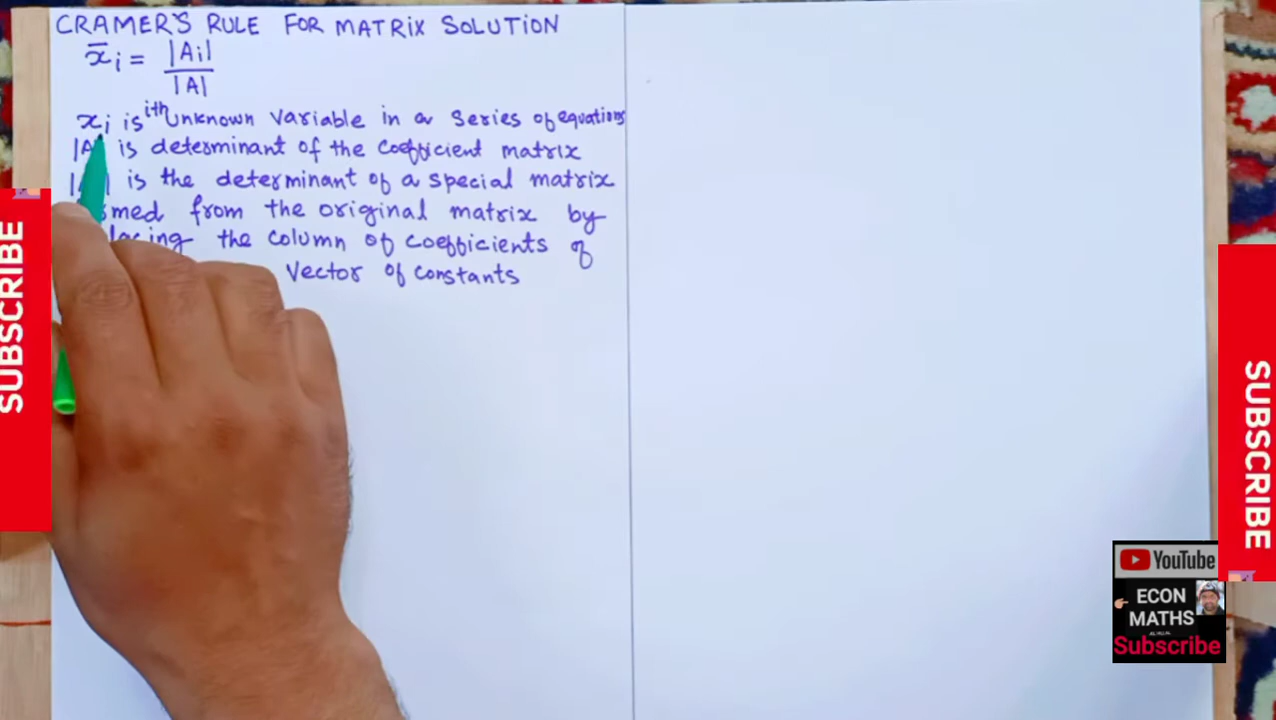 CRAMER'S RULE FOR MATRIX SOLUTION
x̄i = |Ai| / |A|
xi is ith Unknown Variable in a series of equations
is determinant of the coefficient matrix
is the determinant of a special matrix
from the original matrix by
the column of coefficients of
Vector of constants
SUBSCRIBE
SUBSCRIBE
YouTube
ECON
MATHS
Subscribe